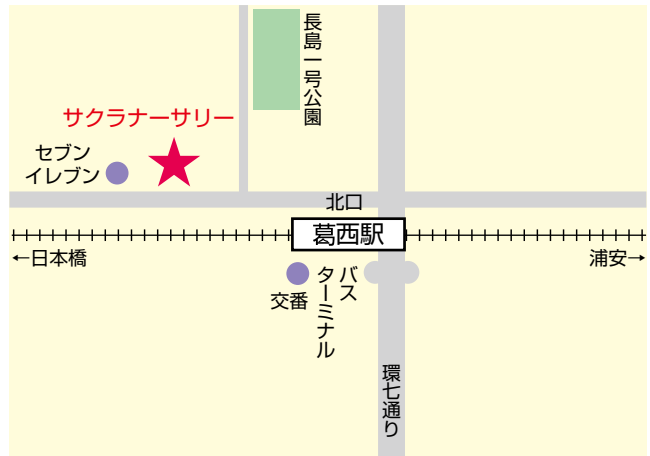 長島一号公園
サクラナーサリー
セブン
イレブン
北口
葛西駅
←日本橋
浦安→
交番
バス
ターミナル
環七通り